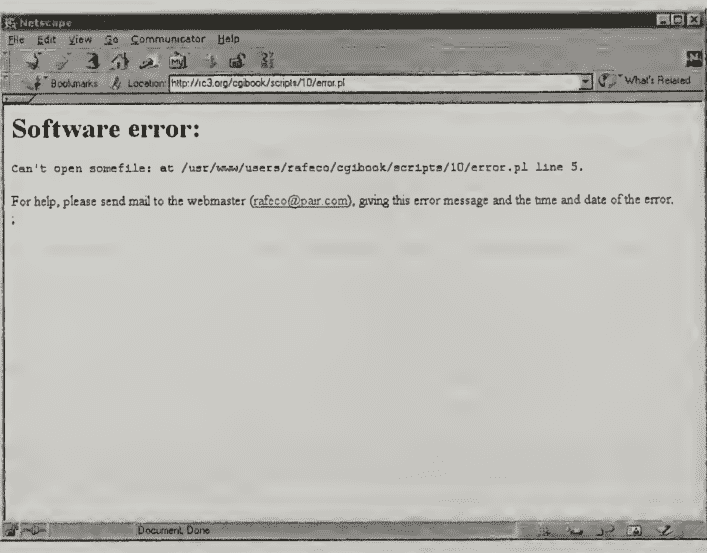 Netscape
File Edit View Go Communicator Help
Bookmarks Location: http://rc3.org/cgibook/scripts/10/error.pl What's Related
Software error:
Can't open somefile: at /usr/www/users/rafeco/cgibook/scripts/10/error.pl line 5.
For help, please send mail to the webmaster (rafeco@pair.com), giving this error message and the time and date of the error.
;
Document: Done